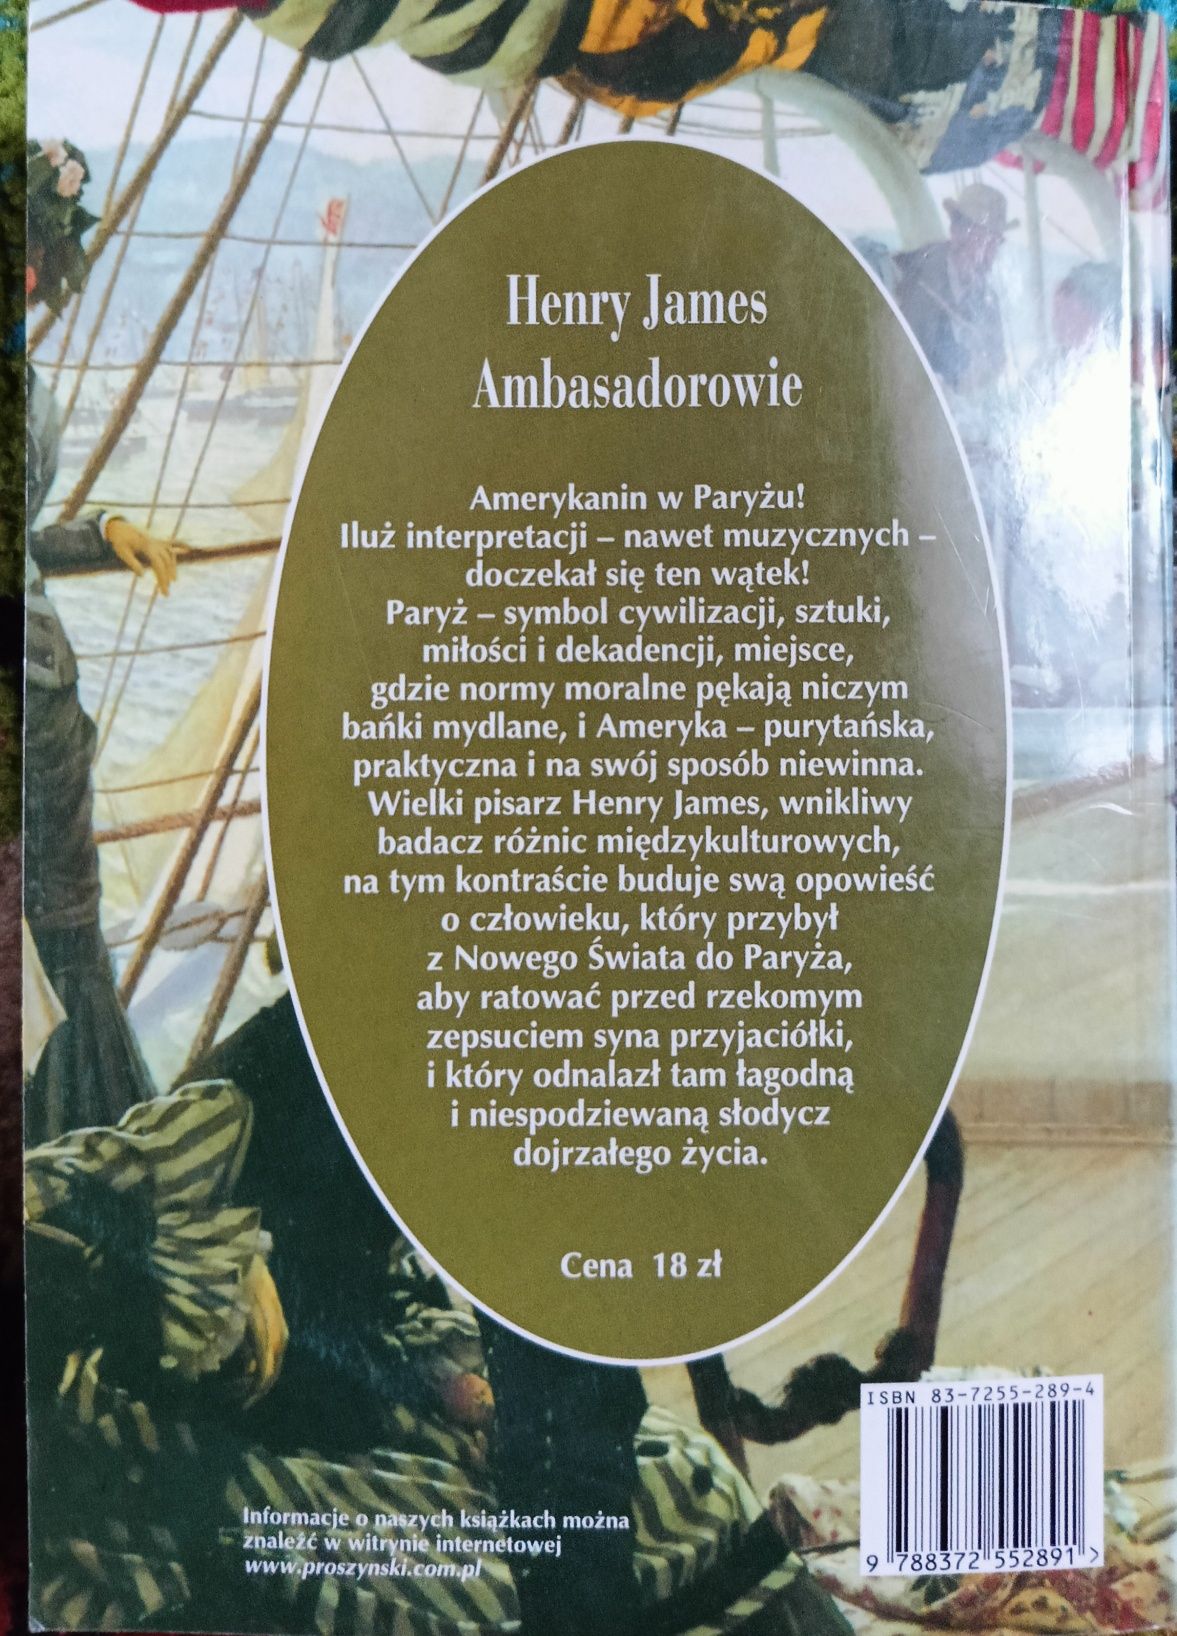 Henry James
Ambasadorowie
Amerykanin w Paryżu!
Iluż interpretacji – nawet muzycznych –
doczekał się ten wątek!
Paryż – symbol cywilizacji, sztuki,
miłości i dekadencji, miejsce,
gdzie normy moralne pękają niczym
bańki mydlane, i Ameryka – purytańska,
praktyczna i na swój sposób niewinna.
Wielki pisarz Henry James, wnikliwy
badacz różnic międzykulturowych,
na tym kontraście buduje swą opowieść
o człowieku, który przybył
z Nowego Świata do Paryża,
aby ratować przed rzekomym
zepsuciem syna przyjaciółki,
i który odnalazł tam łagodną
i niespodziewaną słodycz
dojrzałego życia.
Cena 18 zł
ISBN 83-7255-289-4
9 788372 552891 >
Informacje o naszych książkach można
znaleźć w witrynie internetowej
www.proszynski.com.pl